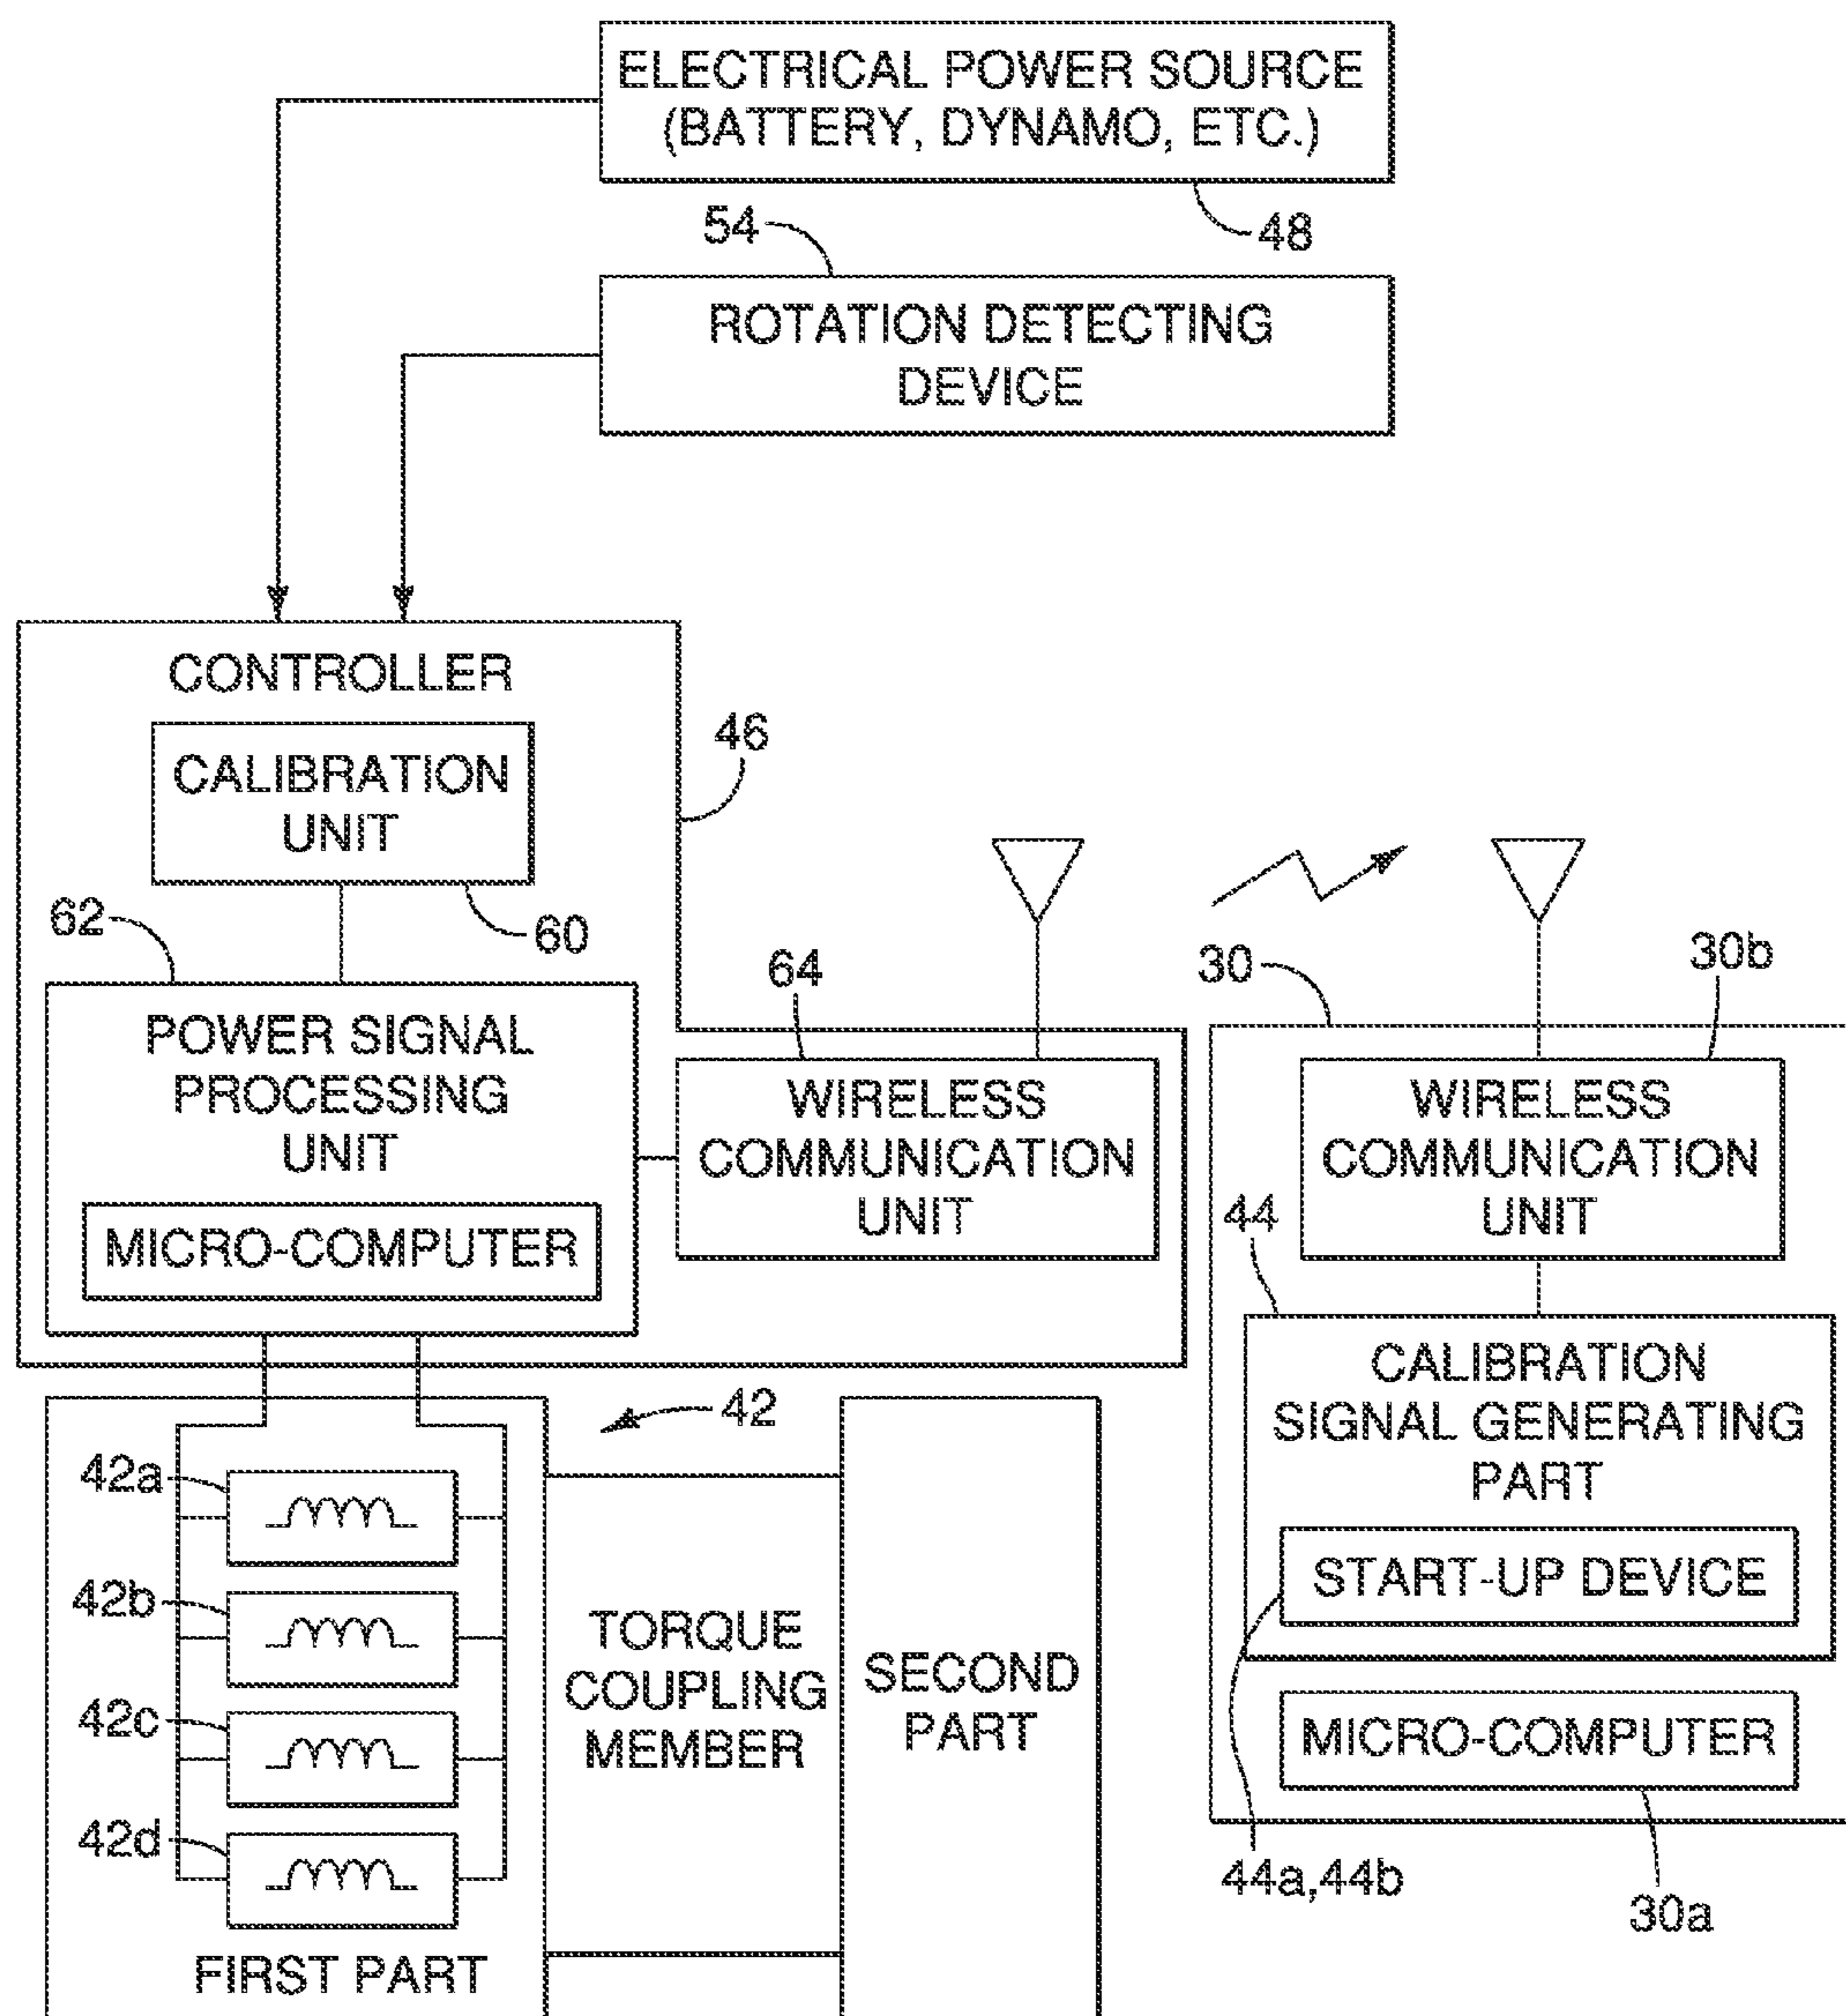 ELECTRICAL POWER SOURCE
(BATTERY, DYNAMO, ETC.)
48
54
ROTATION DETECTING
DEVICE
CONTROLLER
46
CALIBRATION
UNIT
60
62
POWER SIGNAL
PROCESSING
UNIT
MICRO-COMPUTER
64
WIRELESS
COMMUNICATION
UNIT
30
30b
WIRELESS
COMMUNICATION
UNIT
44
CALIBRATION
SIGNAL GENERATING
PART
START-UP DEVICE
MICRO-COMPUTER
44a,44b
30a
42
42a
42b
42c
42d
FIRST PART
TORQUE
COUPLING
MEMBER
SECOND
PART